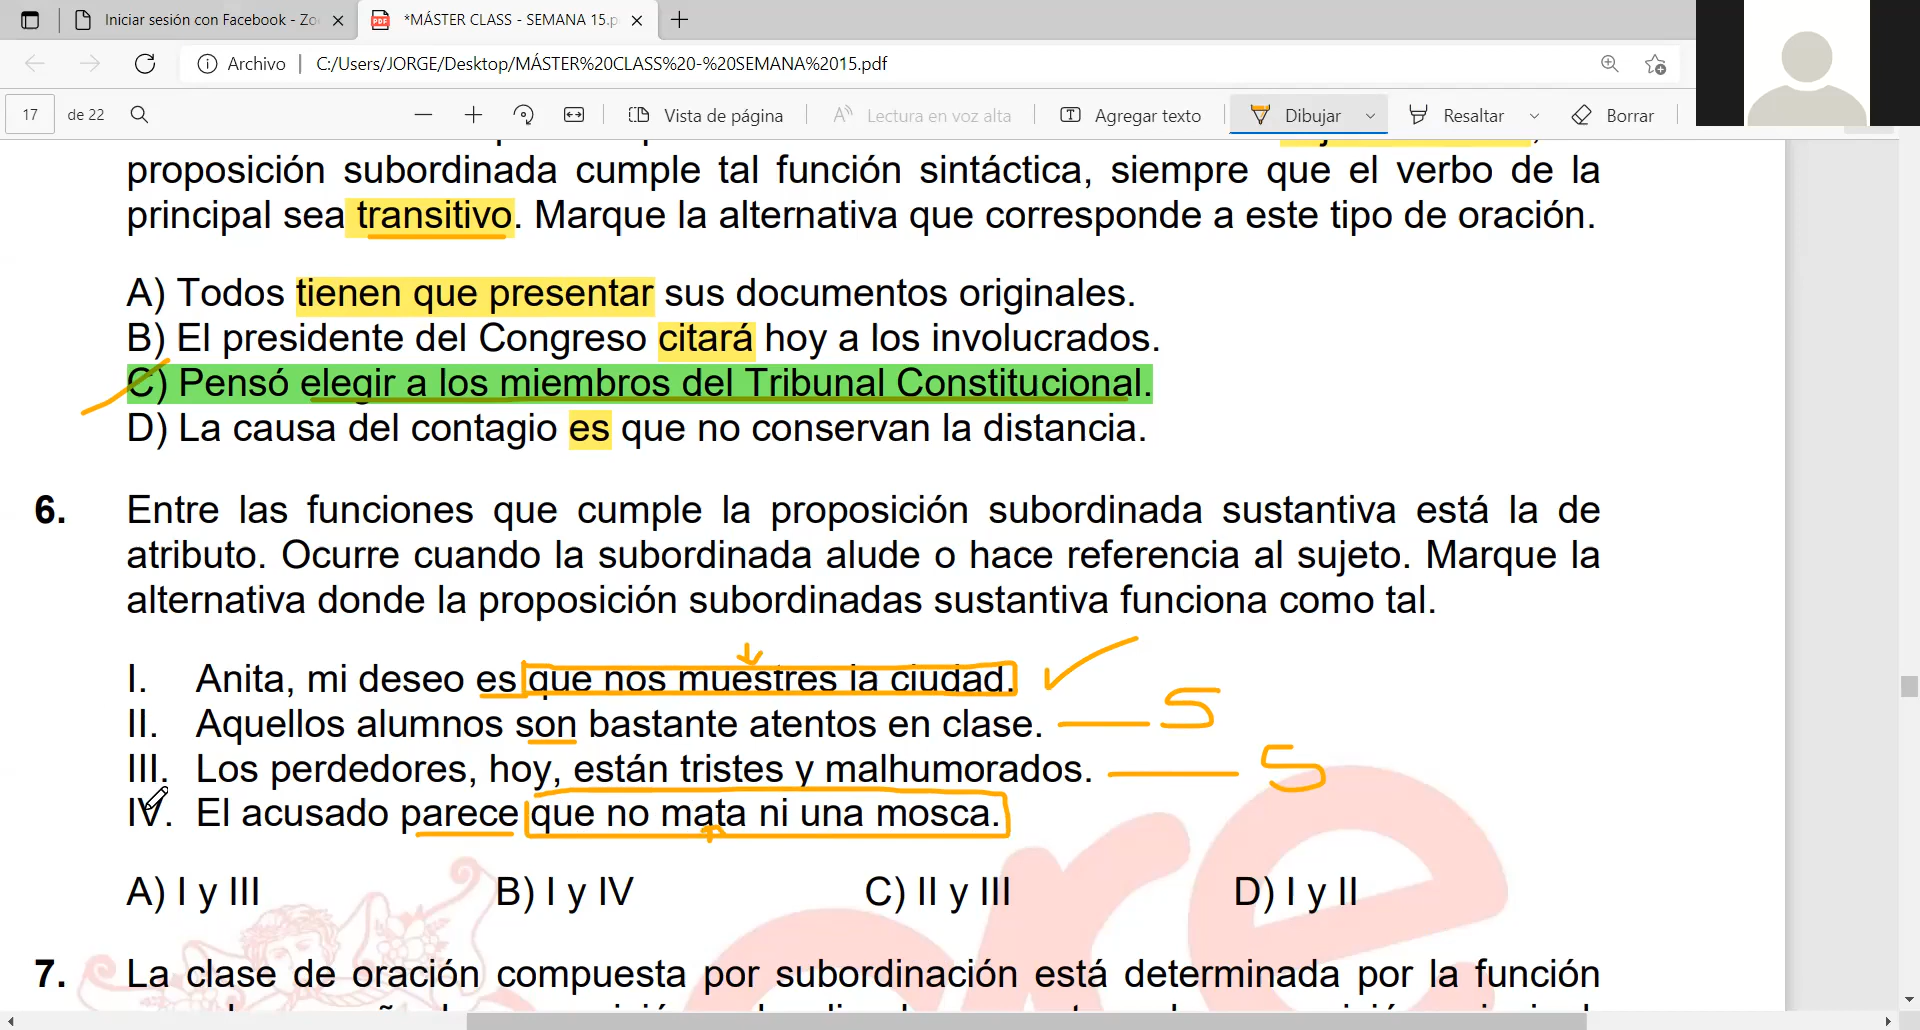 Iniciar sesión con Facebook - Zo
*MÁSTER CLASS - SEMANA 15.p
Archivo | C:/Users/JORGE/Desktop/MÁSTER%20CLASS%20-%20SEMANA%2015.pdf
17 de 22 Vista de página Lectura en voz alta Agregar texto Dibujar Resaltar Borrar
proposición subordinada cumple tal función sintáctica, siempre que el verbo de la
principal sea transitivo. Marque la alternativa que corresponde a este tipo de oración.
A) Todos tienen que presentar sus documentos originales.
B) El presidente del Congreso citará hoy a los involucrados.
C) Pensó elegir a los miembros del Tribunal Constitucional.
D) La causa del contagio es que no conservan la distancia.
6. Entre las funciones que cumple la proposición subordinada sustantiva está la de
atributo. Ocurre cuando la subordinada alude o hace referencia al sujeto. Marque la
alternativa donde la proposición subordinadas sustantiva funciona como tal.
I. Anita, mi deseo es que nos muestres la ciudad.
II. Aquellos alumnos son bastante atentos en clase. S
III. Los perdedores, hoy, están tristes y malhumorados. S
IV. El acusado parece que no mata ni una mosca.
A) I y III B) I y IV C) II y III D) I y II
7. La clase de oración compuesta por subordinación está determinada por la función